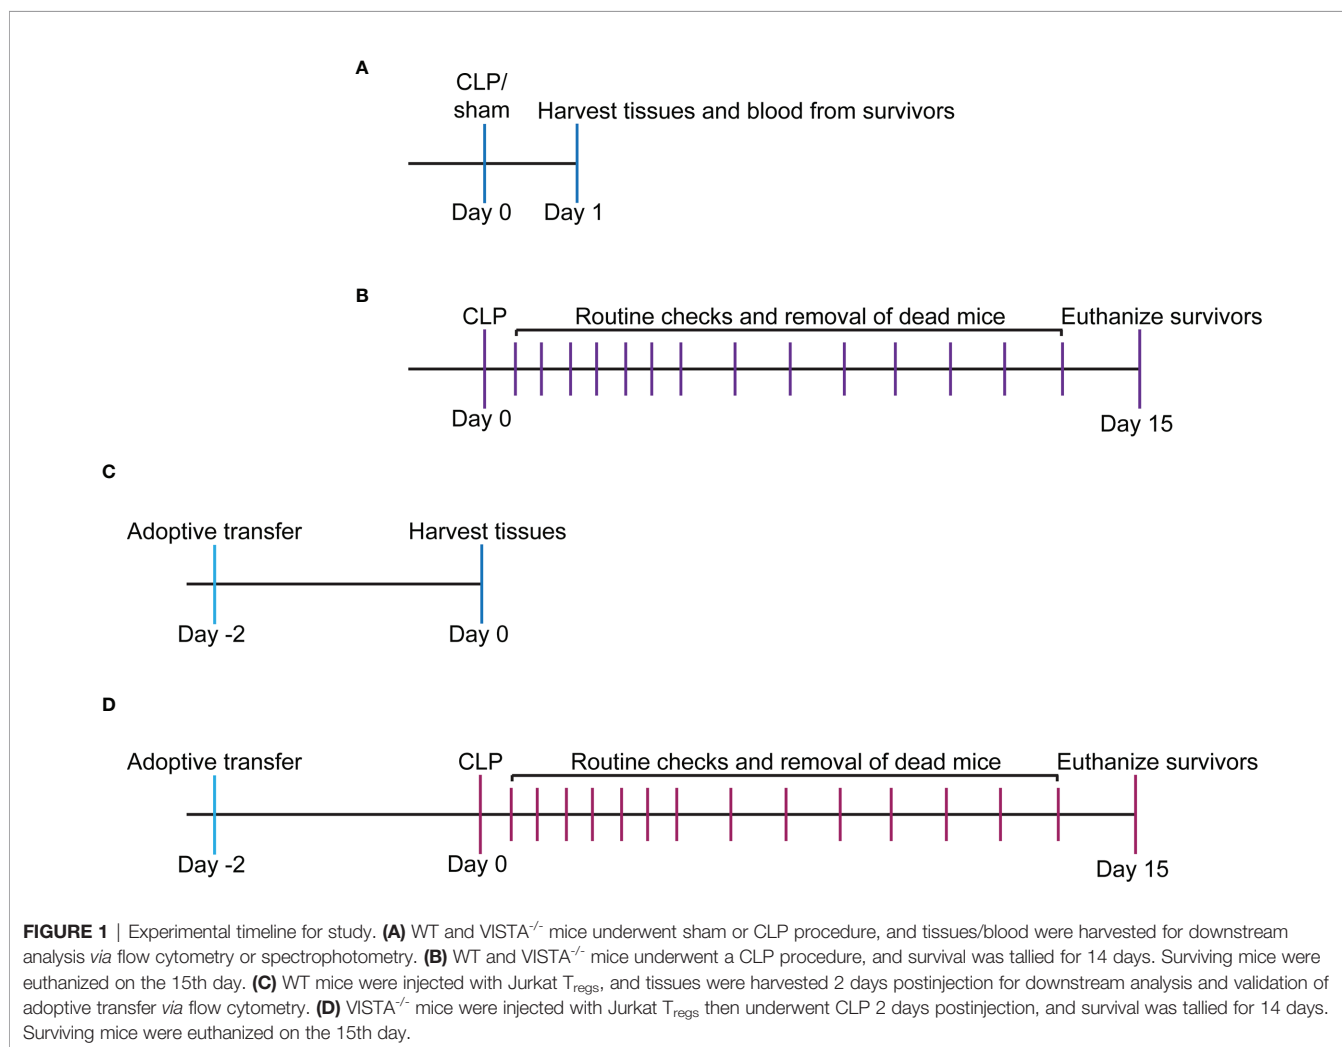 A
CLP/
sham
Harvest tissues and blood from survivors
Day 0
Day 1
B
CLP
Routine checks and removal of dead mice
Euthanize survivors
Day 0
Day 15
C
Adoptive transfer
Harvest tissues
Day -2
Day 0
D
Adoptive transfer
CLP
Routine checks and removal of dead mice
Euthanize survivors
Day -2
Day 0
Day 15
FIGURE 1 | Experimental timeline for study. (A) WT and VISTA-/- mice underwent sham or CLP procedure, and tissues/blood were harvested for downstream
analysis via flow cytometry or spectrophotometry. (B) WT and VISTA-/- mice underwent a CLP procedure, and survival was tallied for 14 days. Surviving mice were
euthanized on the 15th day. (C) WT mice were injected with Jurkat Tregs, and tissues were harvested 2 days postinjection for downstream analysis and validation of
adoptive transfer via flow cytometry. (D) VISTA-/- mice were injected with Jurkat Tregs then underwent CLP 2 days postinjection, and survival was tallied for 14 days.
Surviving mice were euthanized on the 15th day.